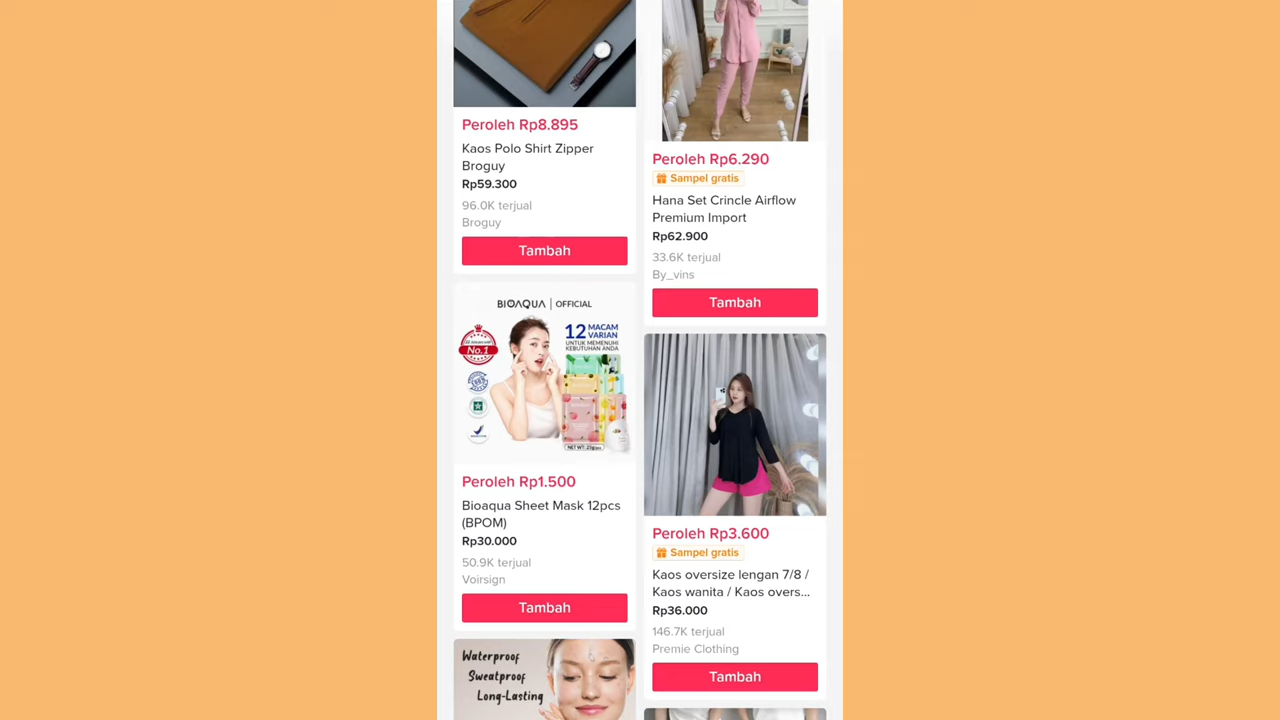 Peroleh Rp8.895
Kaos Polo Shirt Zipper
Broguy
Rp59.300
96.0K terjual
Broguy
Tambah
BIOAQUA | OFFICIAL
No.1
12 MACAM
VARIAN
UNTUK MEMENUHI
KEBUTUHAN ANDA
NET WT: 25g/pcs
Peroleh Rp1.500
Bioaqua Sheet Mask 12pcs
(BPOM)
Rp30.000
50.9K terjual
Voirsign
Tambah
Waterproof
Sweatproof
Long-Lasting
Peroleh Rp6.290
Sampel gratis
Hana Set Crincle Airflow
Premium Import
Rp62.900
33.6K terjual
By_vins
Tambah
Peroleh Rp3.600
Sampel gratis
Kaos oversize lengan 7/8 /
Kaos wanita / Kaos overs...
Rp36.000
146.7K terjual
Premie Clothing
Tambah